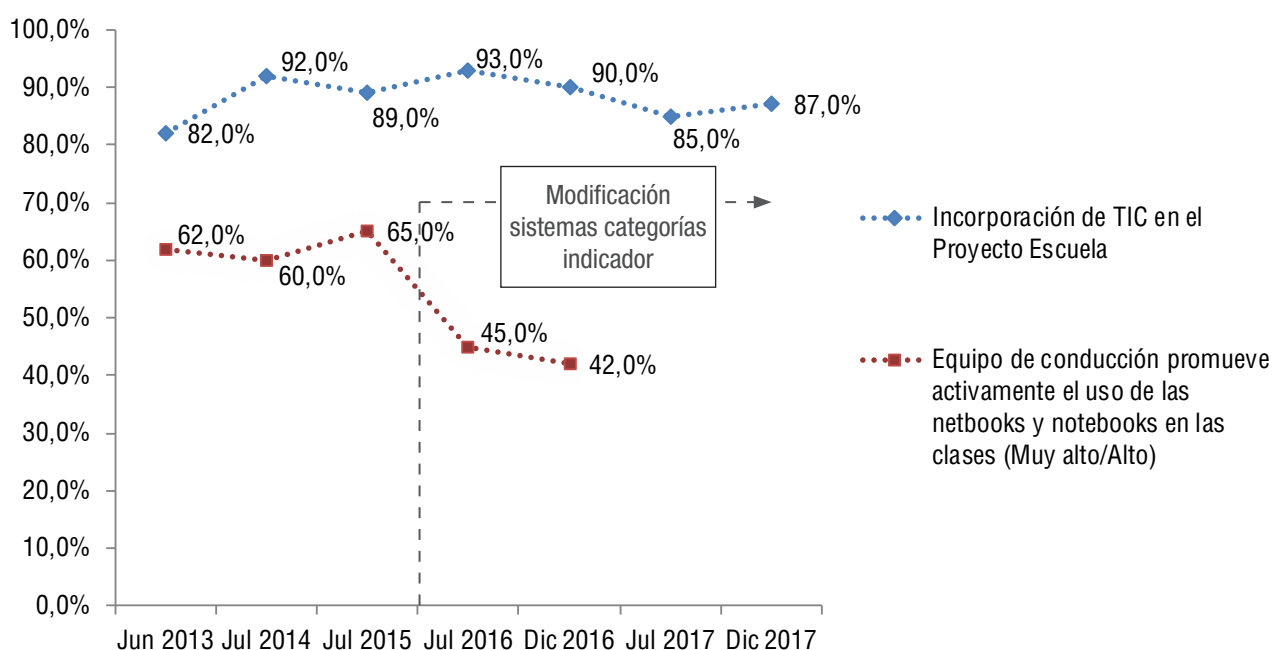 100,0%
90,0%
80,0%
70,0%
60,0%
50,0%
40,0%
30,0%
20,0%
10,0%
0,0%
82,0%
92,0%
89,0%
93,0%
90,0%
85,0%
87,0%
62,0%
60,0%
65,0%
45,0%
42,0%
Modificación
sistemas categorías
indicador
Jun 2013 Jul 2014 Jul 2015 Jul 2016 Dic 2016 Jul 2017 Dic 2017
Incorporación de TIC en el
Proyecto Escuela
Equipo de conducción promueve
activamente el uso de las
netbooks y notebooks en las
clases (Muy alto/Alto)